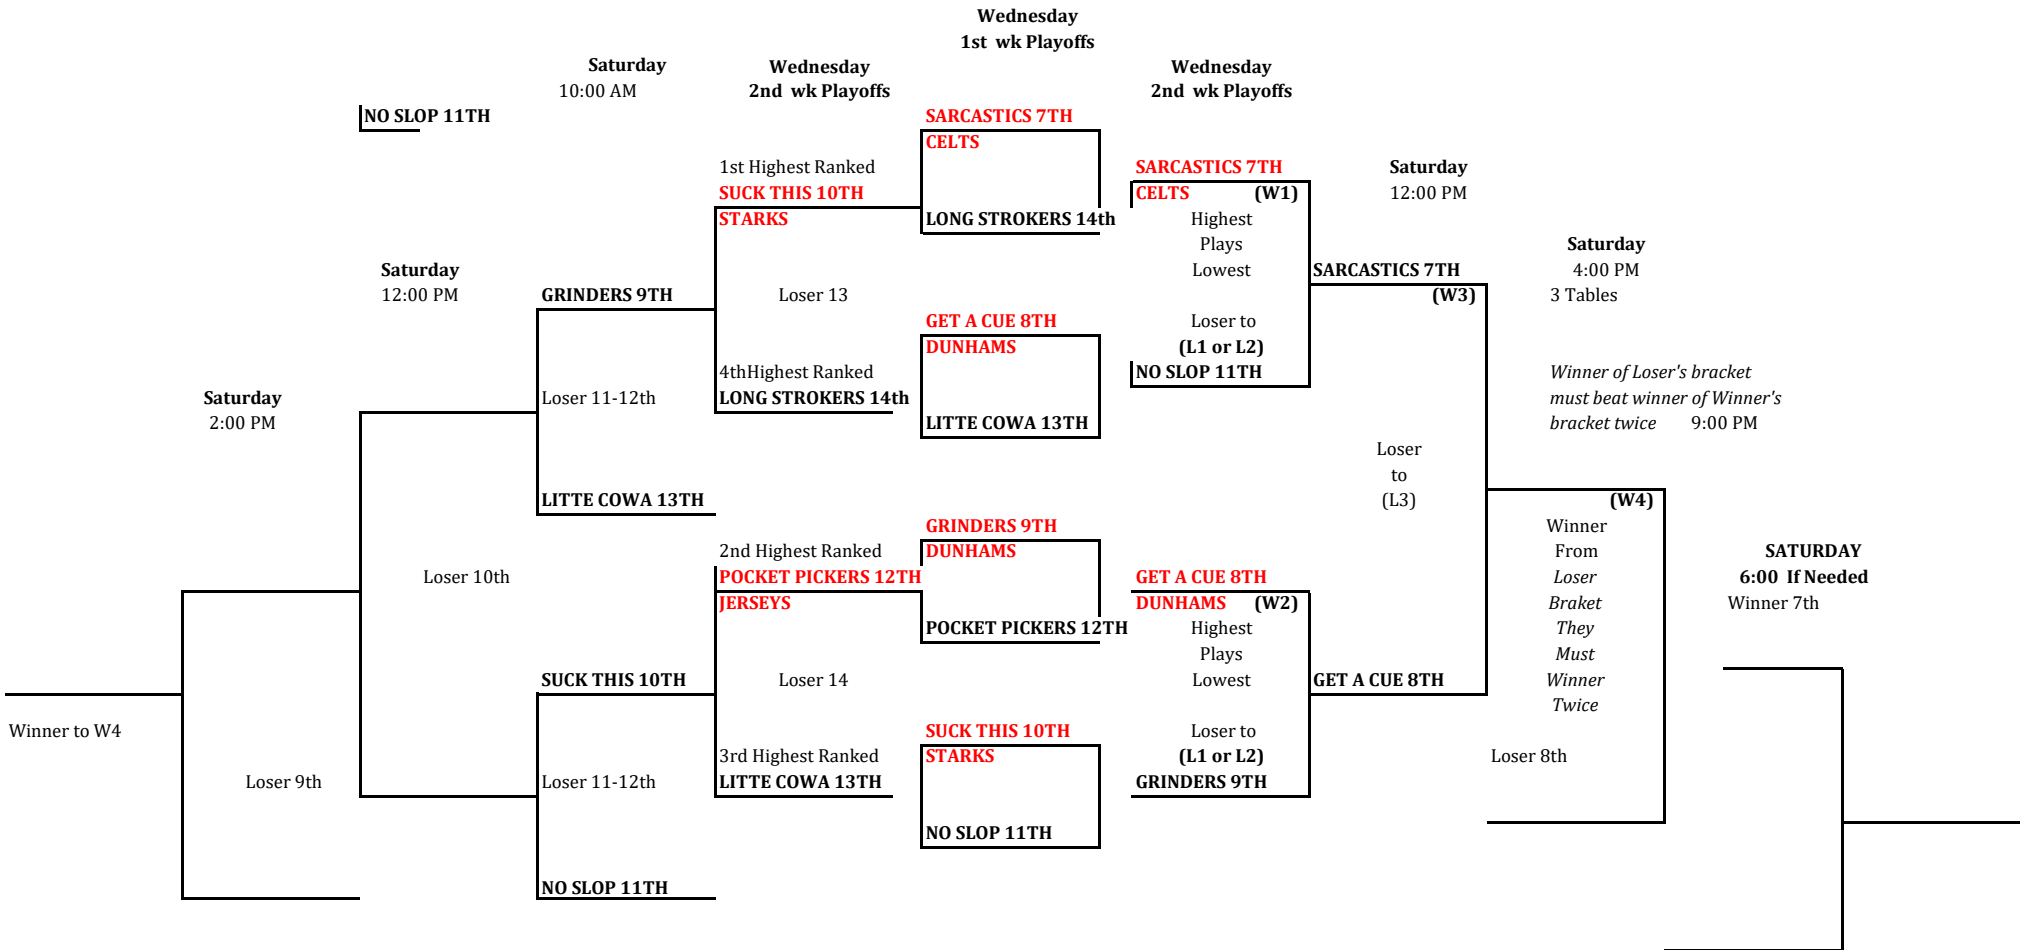 Wednesday
1st wk Playoffs
Saturday
10:00 AM
Wednesday
2nd wk Playoffs
Wednesday
2nd wk Playoffs
NO SLOP 11TH
SARCASTICS 7TH
CELTS
1st Highest Ranked
SUCK THIS 10TH
STARKS
SARCASTICS 7TH
CELTS (W1)
Saturday
12:00 PM
LONG STROKERS 14th
Highest
Plays
Lowest
Saturday
4:00 PM
3 Tables
Saturday
12:00 PM
GRINDERS 9TH
Loser 13
SARCASTICS 7TH
(W3)
GET A CUE 8TH
DUNHAMS
Loser to
(L1 or L2)
NO SLOP 11TH
4thHighest Ranked
LONG STROKERS 14th
Winner of Loser's bracket
must beat winner of Winner's
bracket twice 9:00 PM
Saturday
2:00 PM
Loser 11-12th
LITTE COWA 13TH
Loser
to
(L3)
LITTE COWA 13TH
(W4)
Winner
From
Loser
Braket
They
Must
Winner
Twice
GRINDERS 9TH
DUNHAMS
2nd Highest Ranked
POCKET PICKERS 12TH
JERSEYS
SATURDAY
6:00 If Needed
Winner 7th
Loser 10th
GET A CUE 8TH
DUNHAMS (W2)
POCKET PICKERS 12TH
Highest
Plays
Lowest
SUCK THIS 10TH
Loser 14
GET A CUE 8TH
Winner to W4
SUCK THIS 10TH
STARKS
Loser to
(L1 or L2)
GRINDERS 9TH
3rd Highest Ranked
LITTE COWA 13TH
Loser 8th
Loser 9th
Loser 11-12th
NO SLOP 11TH
NO SLOP 11TH